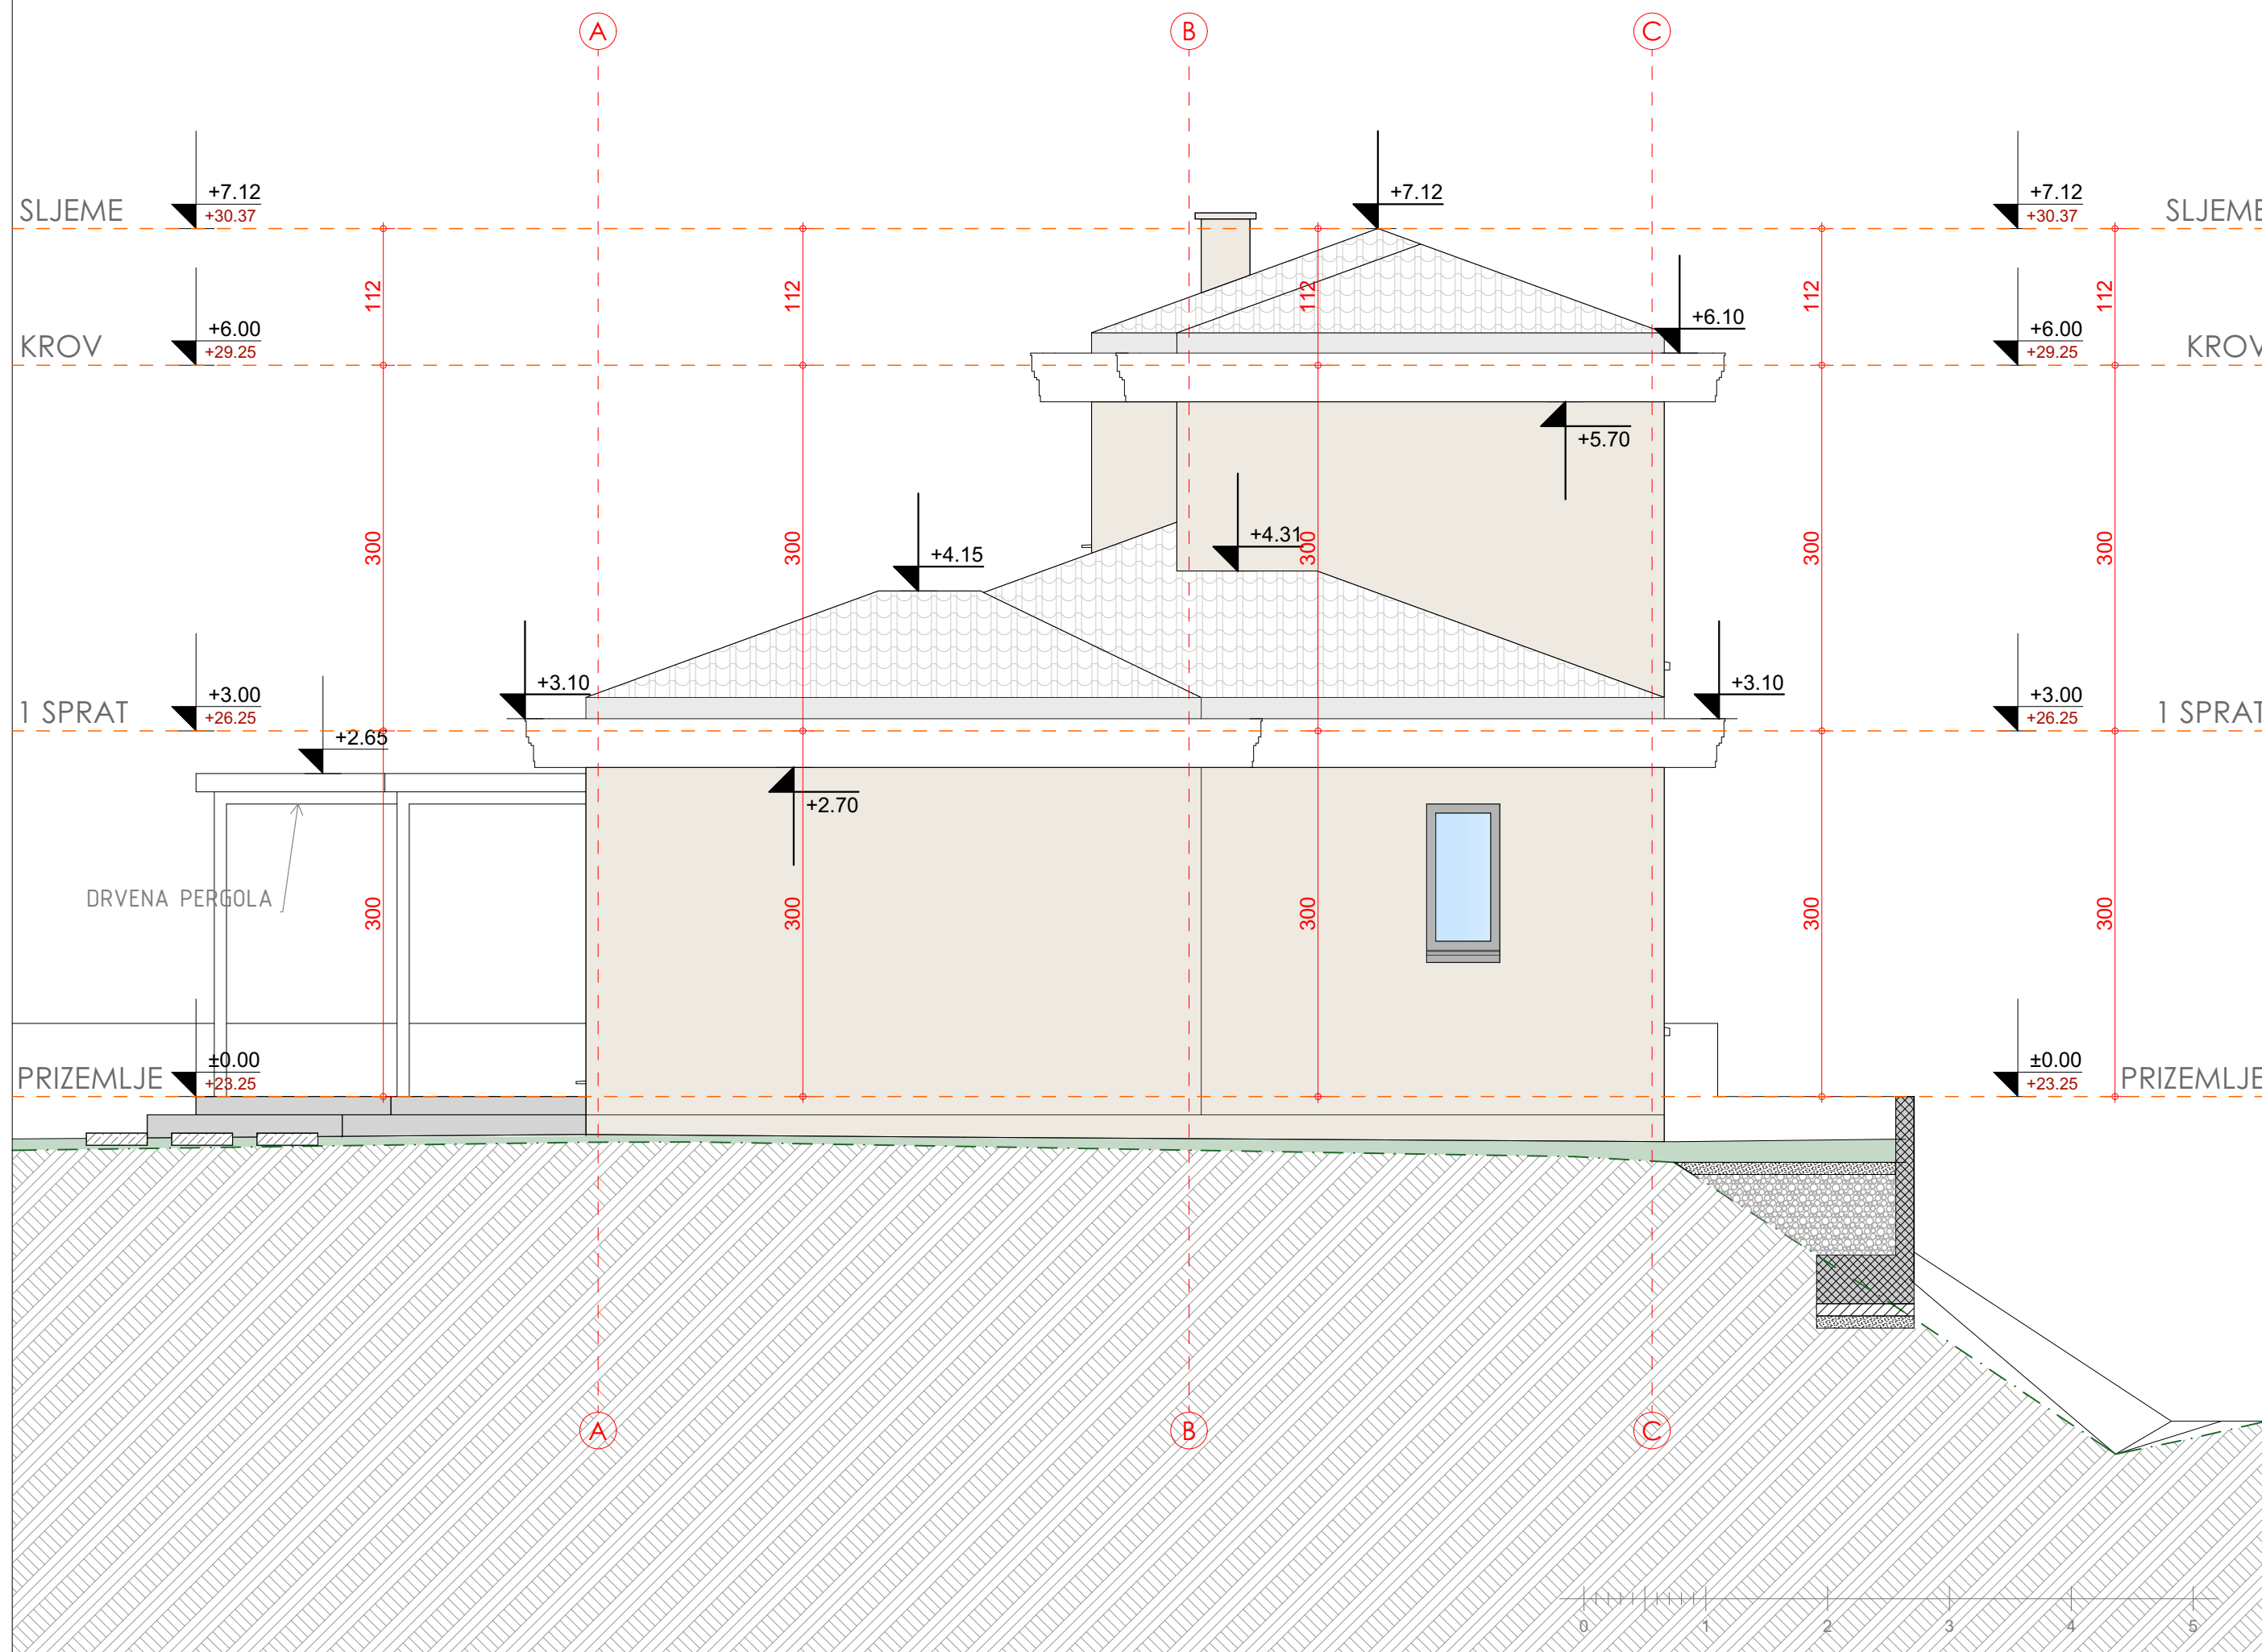 A B C
+7.12 +7.12 +7.12
SLJEME +30.37 +30.37 SLJEME
112 112 112 112 112
+6.00 +6.10 +6.00
KROV +29.25 +29.25 KROV
+5.70
300 +4.15 300 +4.31 300 300 300
+3.10 +3.10
+3.00 +3.00
1 SPRAT +26.25 +26.25 1 SPRAT
+2.65
+2.70
DRVENA PERGOLA
300 300 300 300 300
±0.00 ±0.00
PRIZEMLJE +23.25 +23.25 PRIZEMLJE
A B C
0 1 2 3 4 5